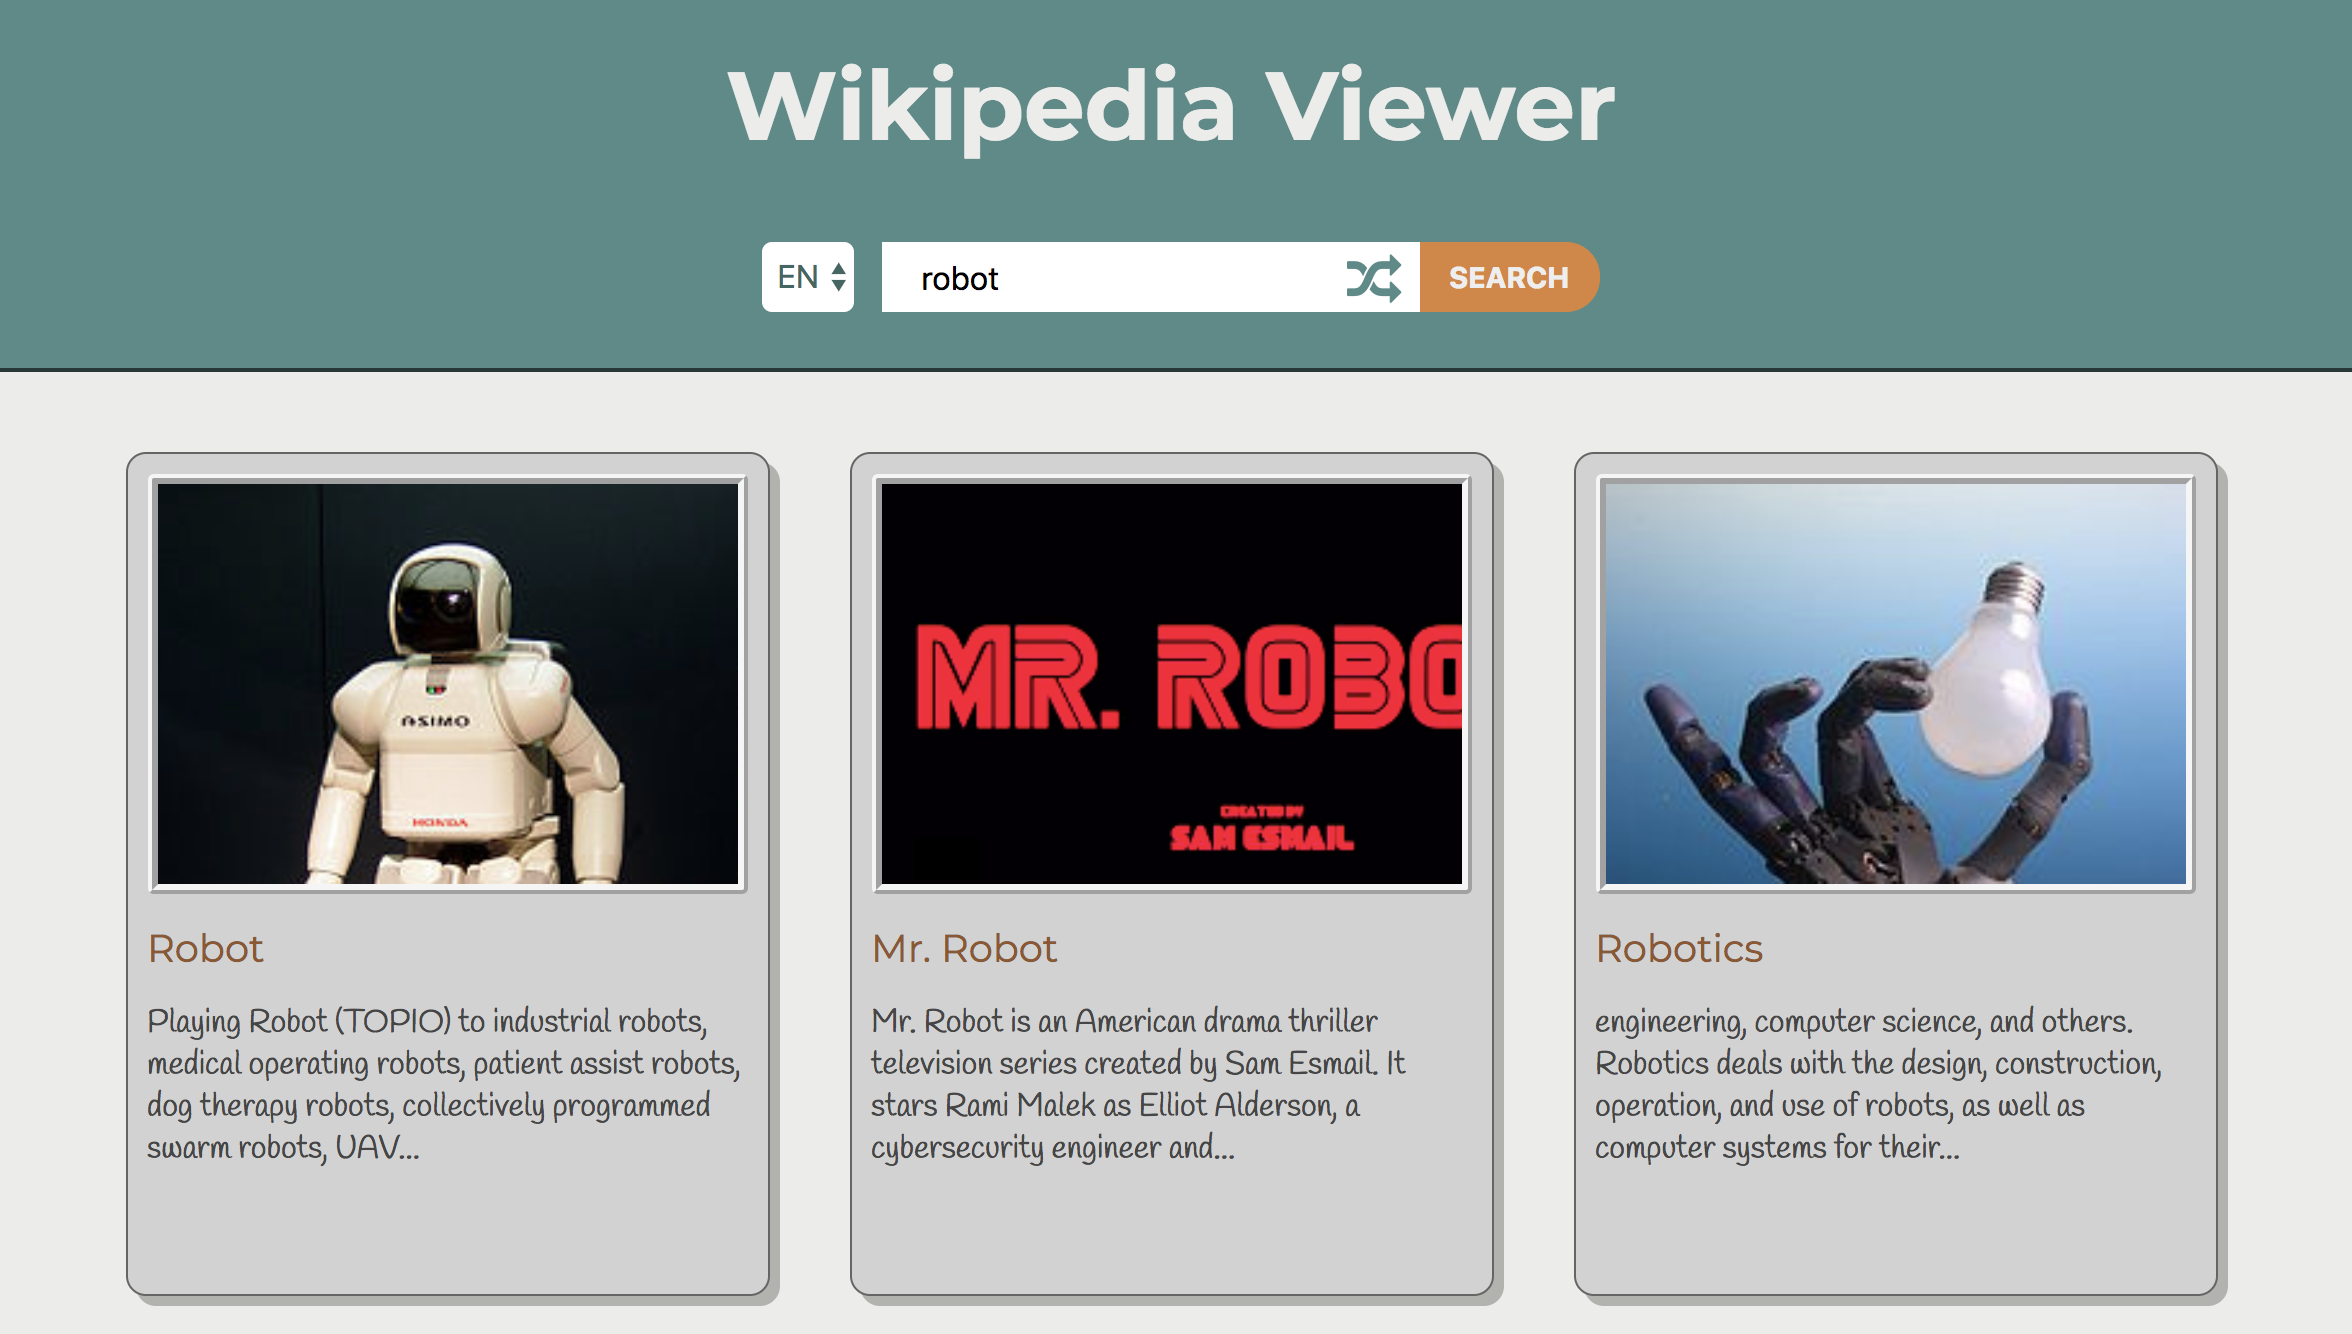 Wikipedia Viewer
EN
robot
SEARCH
ASIMO
HONDA
MR. ROBO
CREATED BY
SAM ESMAIL
Robot
Playing Robot (TOPIO) to industrial robots,
medical operating robots, patient assist robots,
dog therapy robots, collectively programmed
swarm robots, UAV...
Mr. Robot
Mr. Robot is an American drama thriller
television series created by Sam Esmail. It
stars Rami Malek as Elliot Alderson, a
cybersecurity engineer and...
Robotics
engineering, computer science, and others.
Robotics deals with the design, construction,
operation, and use of robots, as well as
computer systems for their...